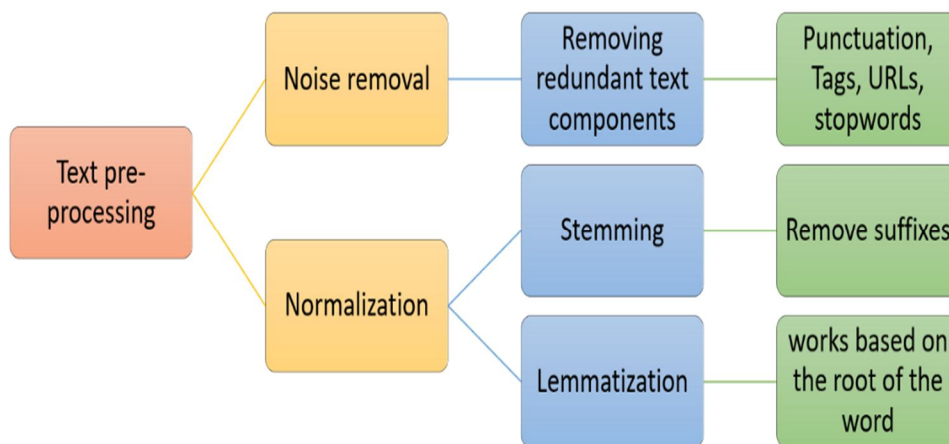 Text pre-
processing
Noise removal
Removing
redundant text
components
Punctuation,
Tags, URLs,
stopwords
Normalization
Stemming
Remove suffixes
Lemmatization
works based on
the root of the
word